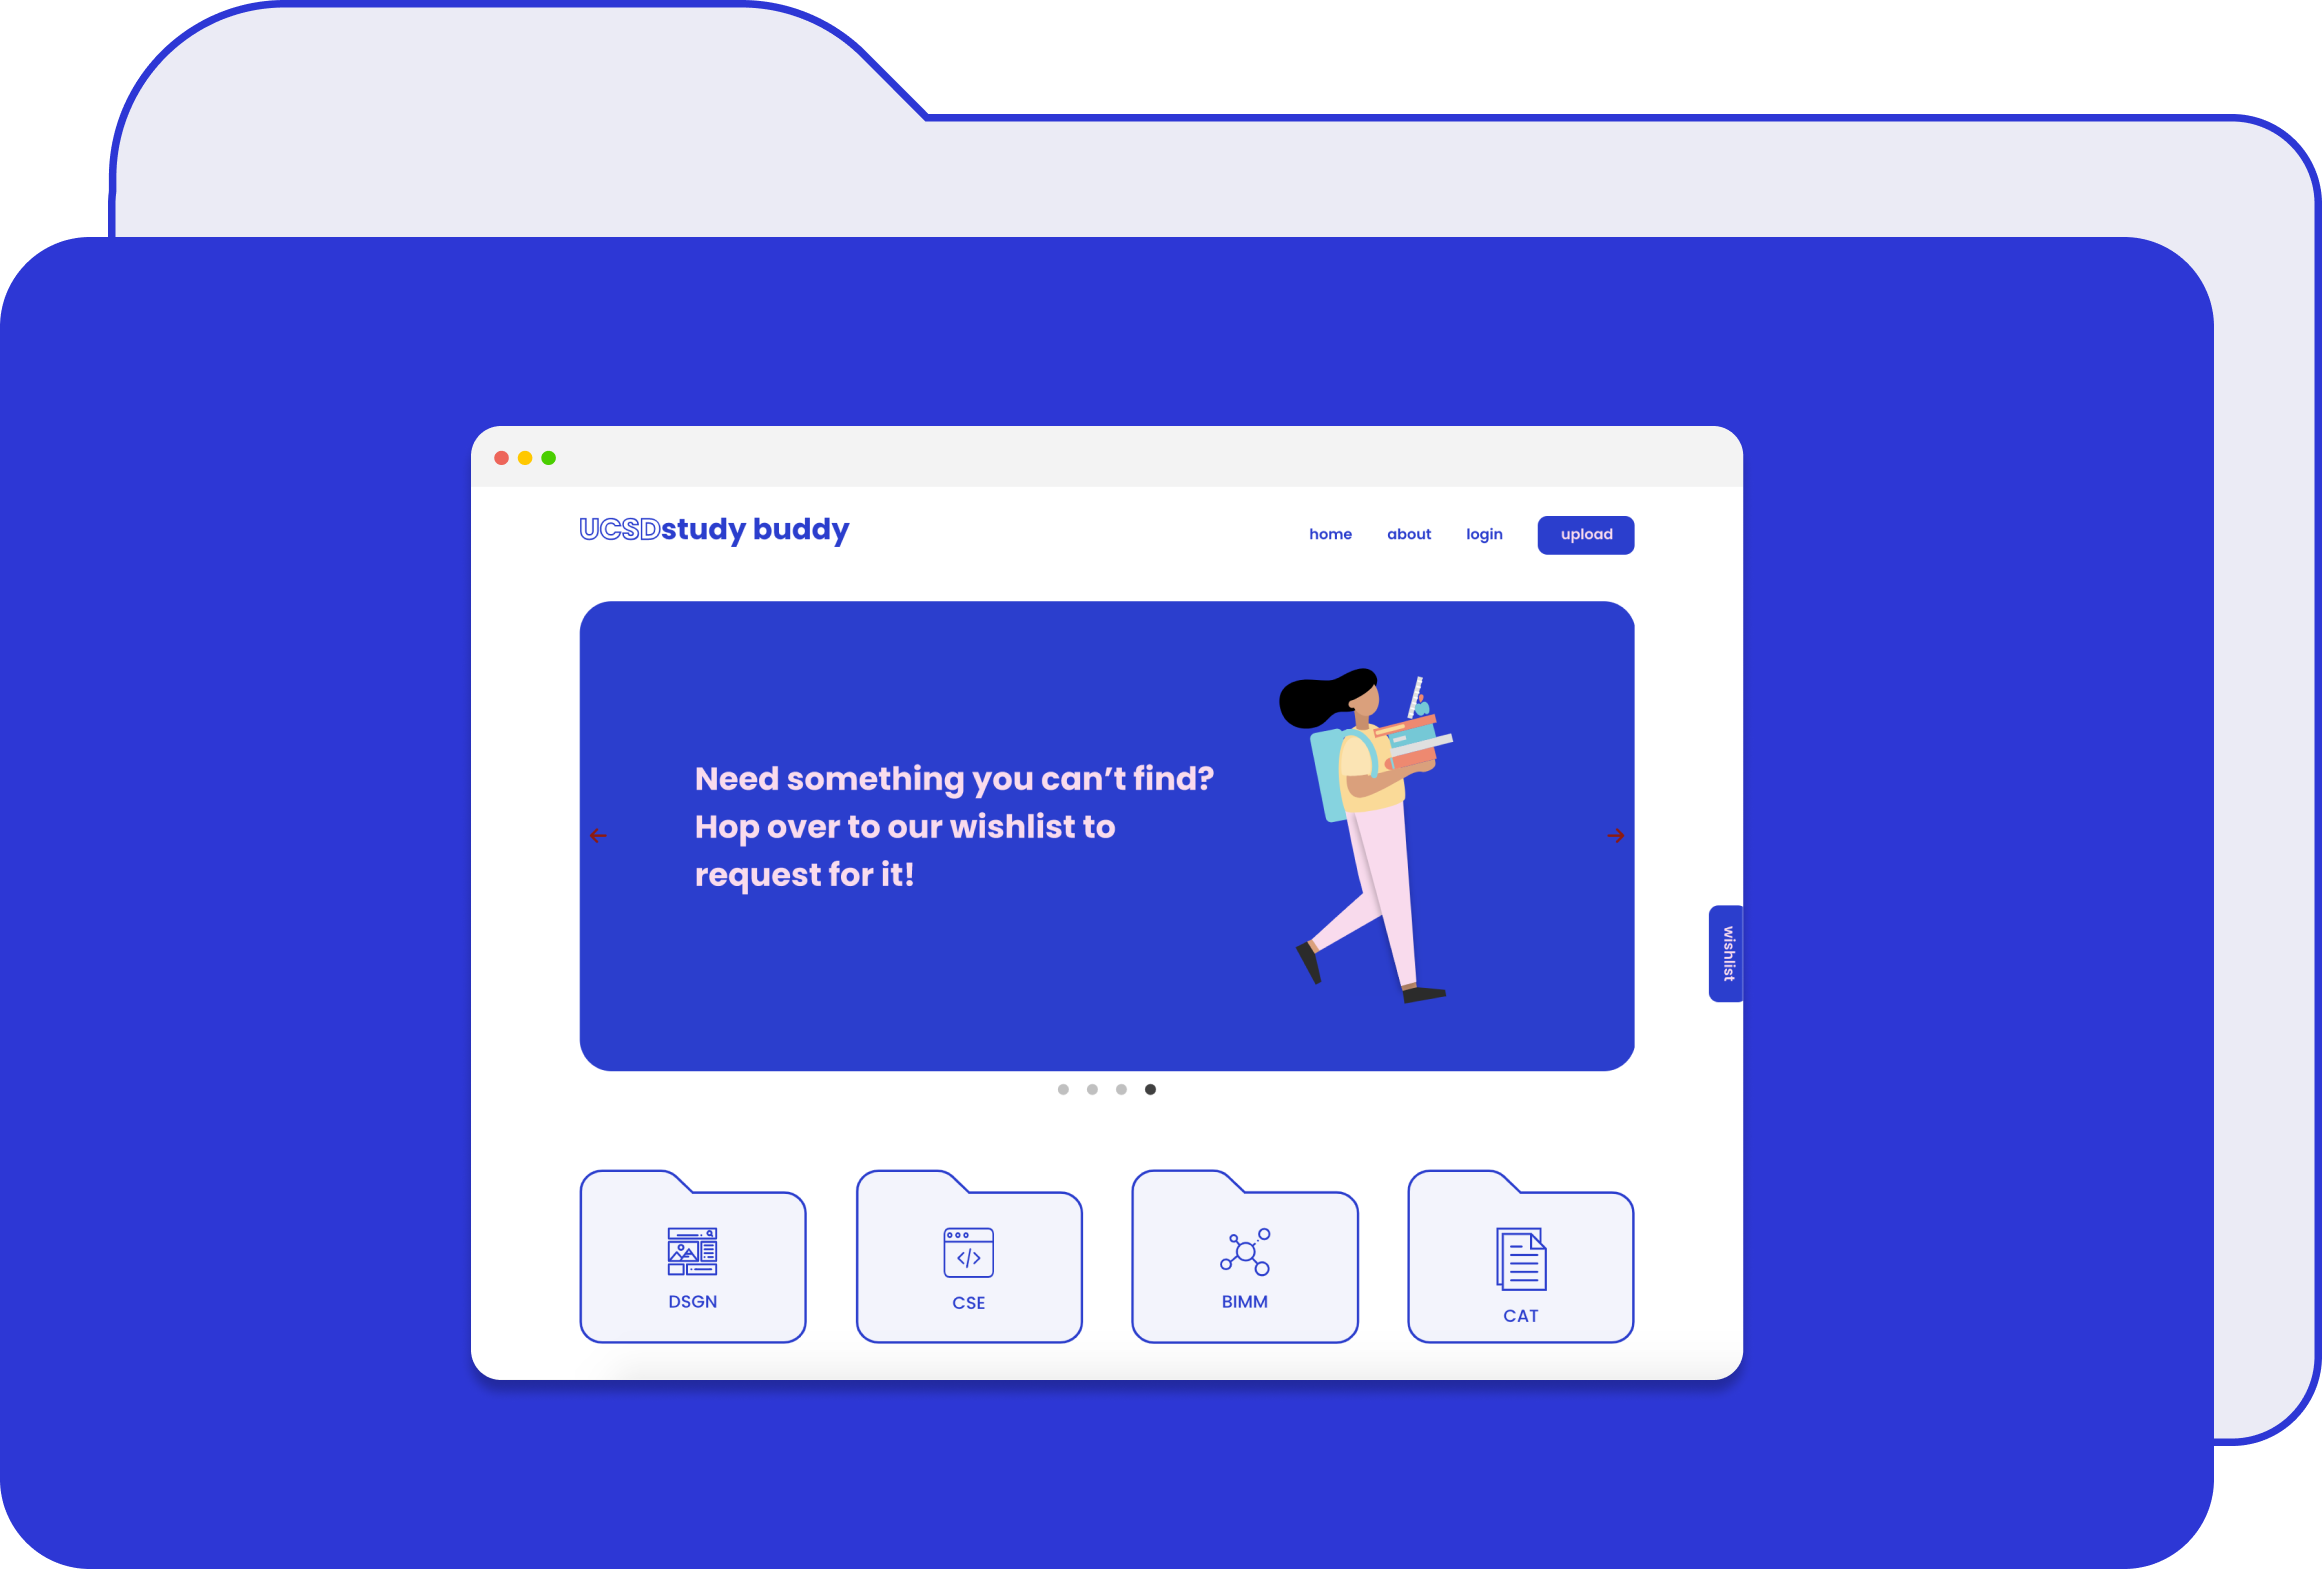 UCSDstudy buddy
home about login upload
Need something you can’t find?
Hop over to our wishlist to
request for it!
wishlist
DSGN
CSE
BIMM
CAT